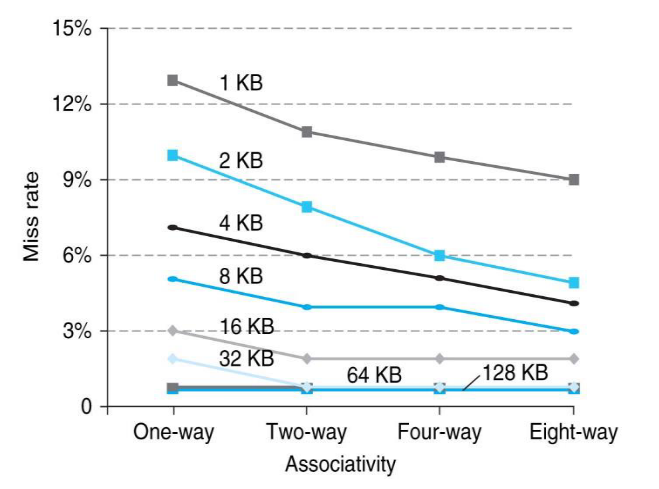 15%
1 KB
12%
2 KB
9%
4 KB
6%
8 KB
3%
16 KB
32 KB
64 KB
128 KB
0
Miss rate
One-way Two-way Four-way Eight-way
Associativity